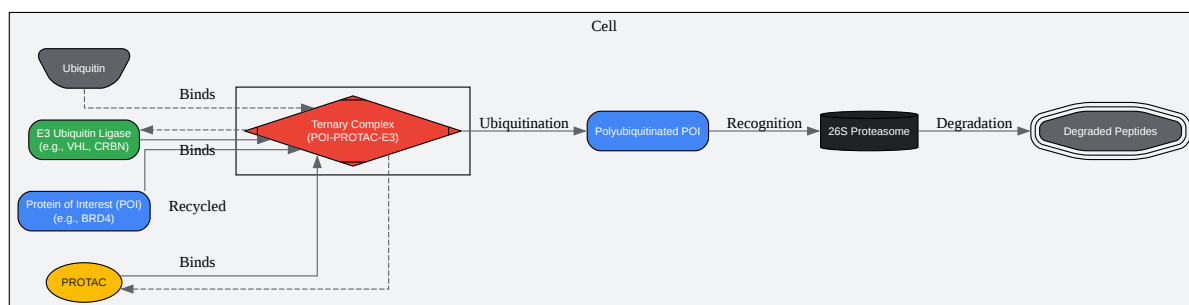 Cell
Ubiquitin
Binds
E3 Ubiquitin Ligase
(e.g., VHL, CRBN)
Binds
Ternary Complex
(POI-PROTAC-E3)
Ubiquitination
Polyubiquitinated POI
Recognition
26S Proteasome
Degradation
Degraded Peptides
Protein of Interest (POI)
(e.g., BRD4)
Recycled
Binds
PROTAC